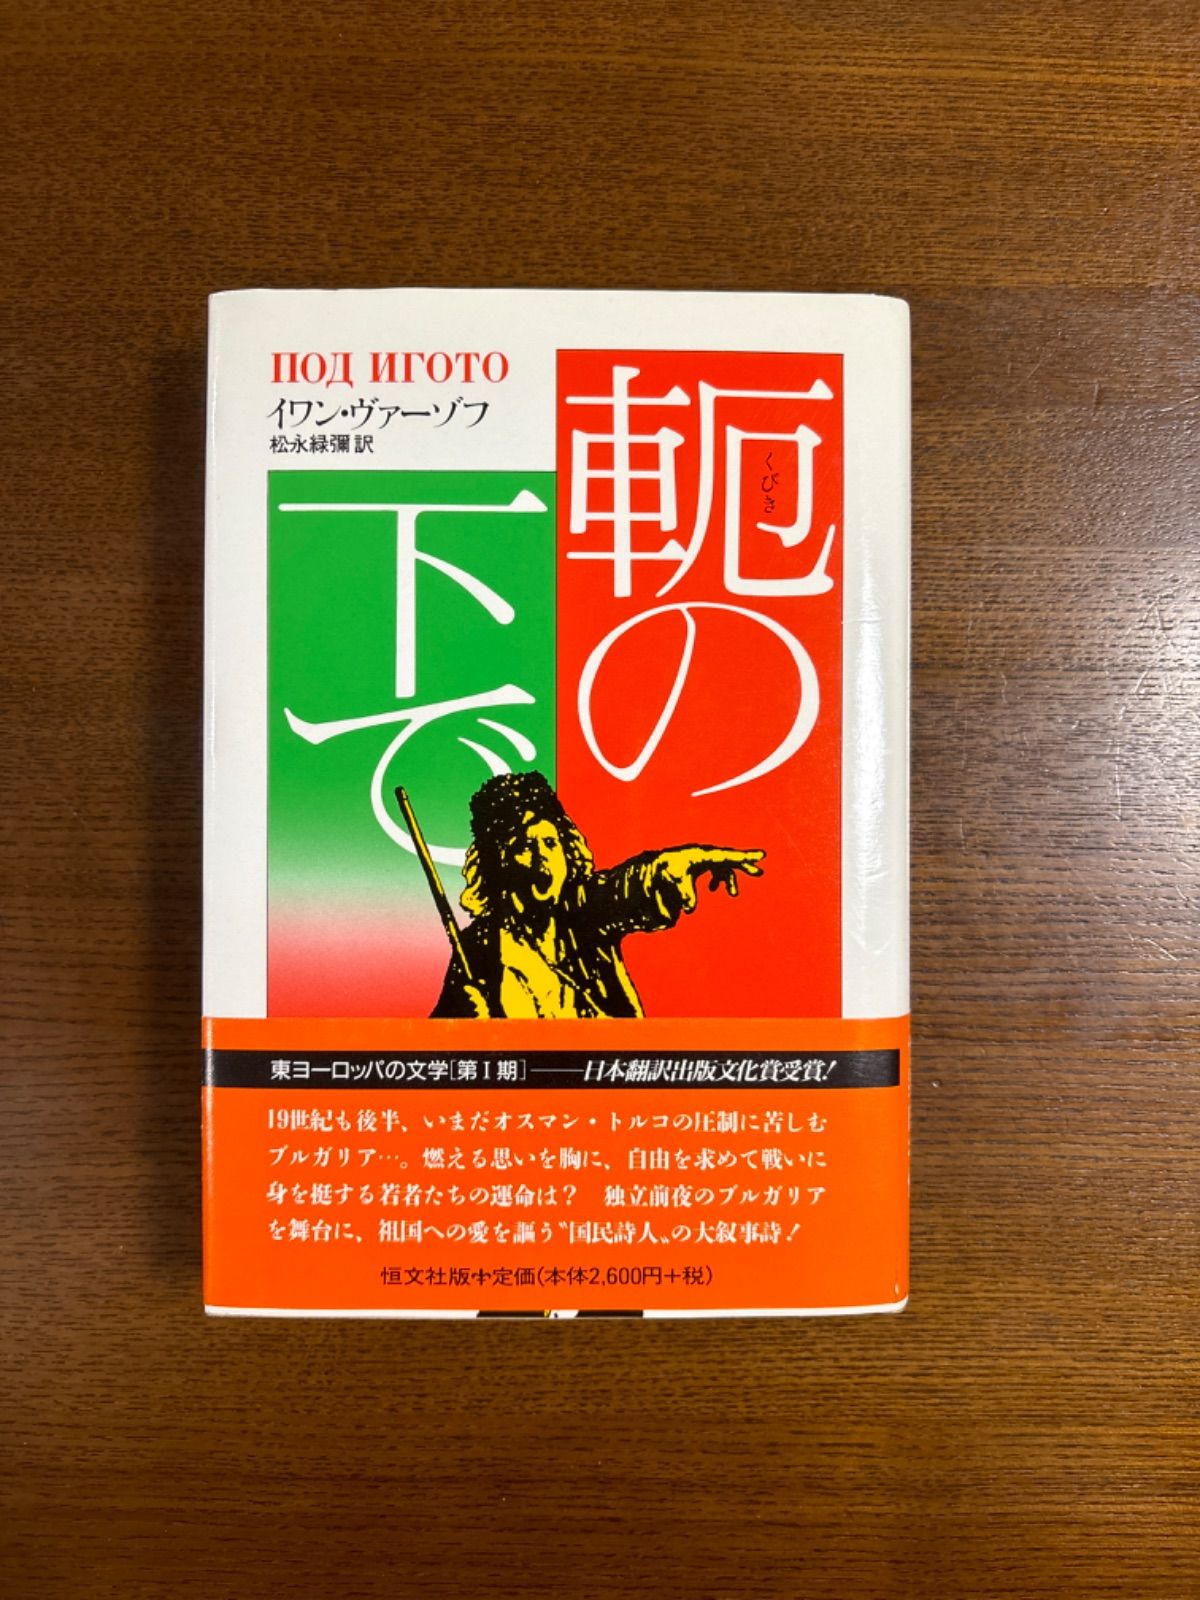 ПОД ИГОТО
イワン・ヴァーゾフ
松永緑彌 訳
軛の
くびき
下で
東ヨーロッパの文学[第Ⅰ期]――日本翻訳出版文化賞受賞!
19世紀も後半、いまだオスマン・トルコの圧制に苦しむ
ブルガリア…。燃える思いを胸に、自由を求めて戦いに
身を挺する若者たちの運命は? 独立前夜のブルガリア
を舞台に、祖国への愛を謳う〝国民詩人〟の大叙事詩!
恒文社版・定価(本体2,600円+税)